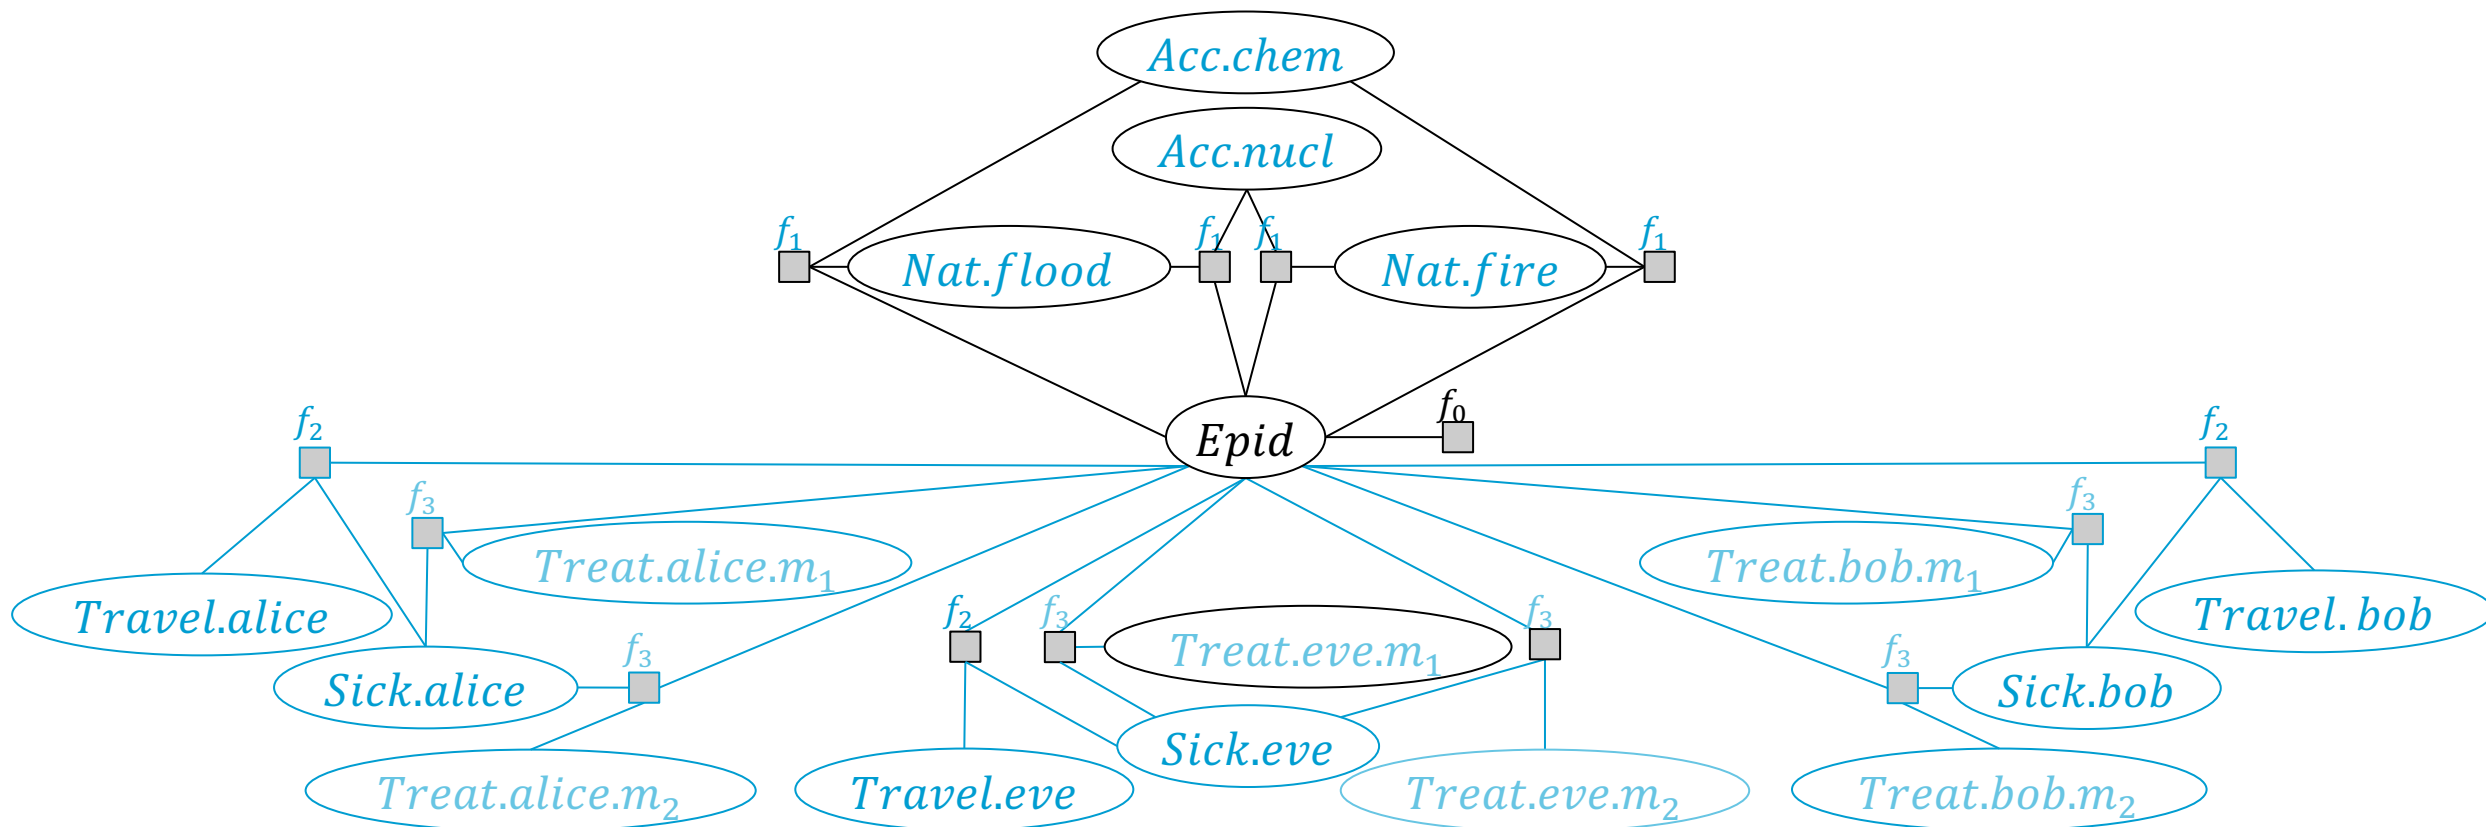 Acc.chem
Acc.nucl
f₁ f₁ f₁ f₁
Nat.flood Nat.fire
f₀
f₂ Epid f₂
f₃ f₃
Treat.alice.m₁ Treat.bob.m₁
Travel.alice f₂ f₃ f₃ Travel.bob
Treat.eve.m₁
f₃ f₃
Sick.alice Sick.bob
Sick.eve
Treat.alice.m₂ Travel.eve Treat.eve.m₂ Treat.bob.m₂